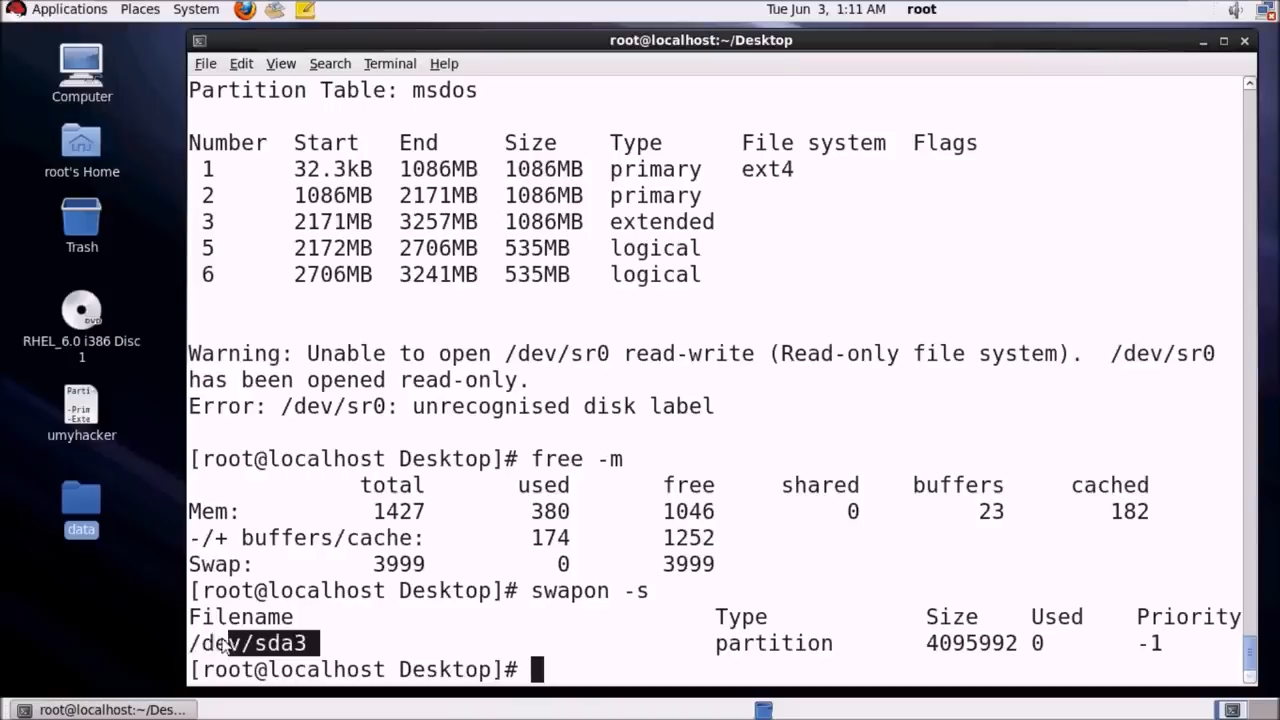 Applications Places System Tue Jun 3, 1:11 AM root
root@localhost:~/Desktop
File Edit View Search Terminal Help
Computer
root's Home
Trash
DVD
RHEL_6.0 i386 Disc
1
Parti
-Prim
-Exte
umyhacker
data
Partition Table: msdos
Number Start End Size Type File system Flags
1 32.3kB 1086MB 1086MB primary ext4
2 1086MB 2171MB 1086MB primary
3 2171MB 3257MB 1086MB extended
5 2172MB 2706MB 535MB logical
6 2706MB 3241MB 535MB logical
Warning: Unable to open /dev/sr0 read-write (Read-only file system). /dev/sr0
has been opened read-only.
Error: /dev/sr0: unrecognised disk label
[root@localhost Desktop]# free -m
total used free shared buffers cached
Mem: 1427 380 1046 0 23 182
-/+ buffers/cache: 174 1252
Swap: 3999 0 3999
[root@localhost Desktop]# swapon -s
Filename Type Size Used Priority
/dev/sda3 partition 4095992 0 -1
[root@localhost Desktop]#
root@localhost:~/Des...